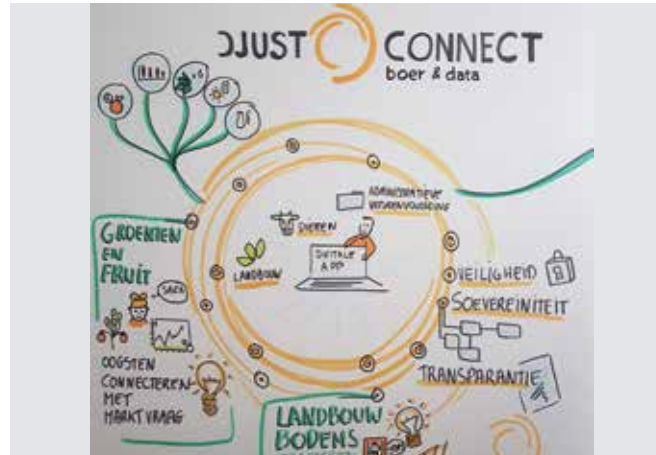 DJUST CONNECT
boer & data
x6
ADMINISTRATIEVE
VEREENVOUDIGING
DIEREN
DIGITALE
APP
LANDBOUW
GROENTEN
EN
FRUIT
OOGSTEN
CONNECTEREN
MET
MARKTVRAAG
VEILIGHEID
SOEVEREINITEIT
TRANSPARANTIE
LANDBOUW
BODEMS